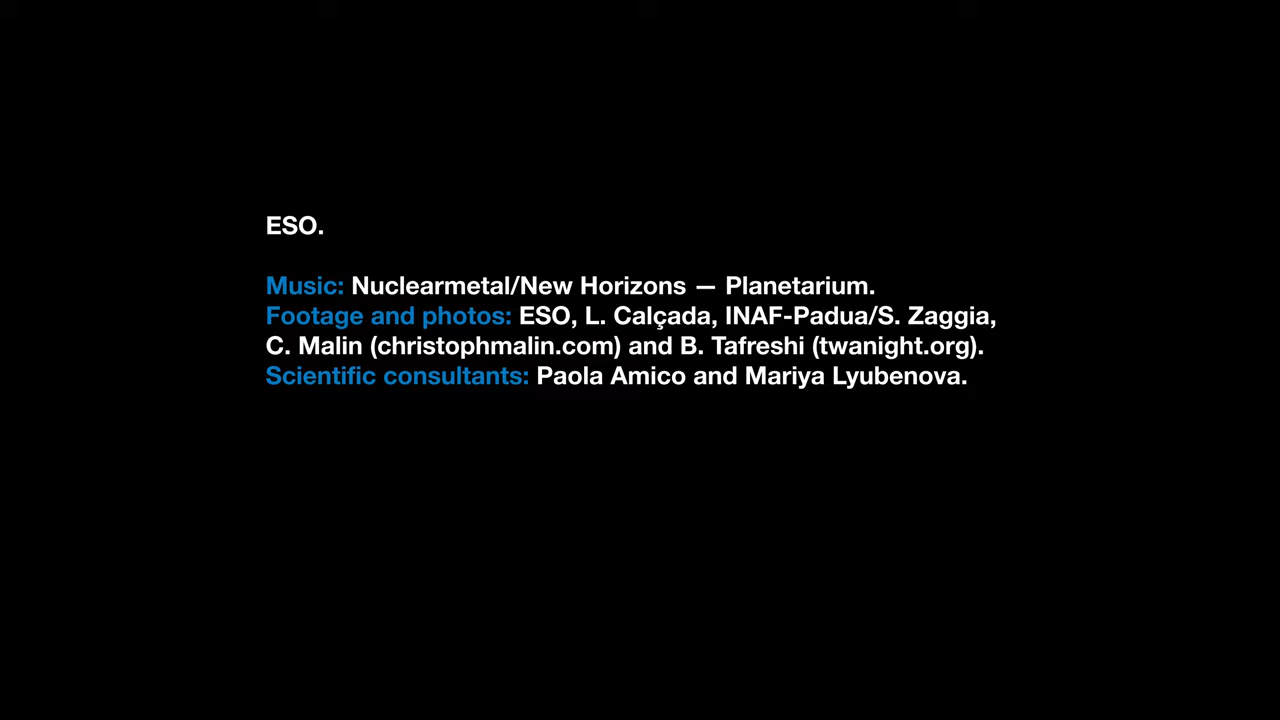 ESO.
Music: Nuclearmetal/New Horizons — Planetarium.
Footage and photos: ESO, L. Calçada, INAF-Padua/S. Zaggia,
C. Malin (christophmalin.com) and B. Tafreshi (twanight.org).
Scientific consultants: Paola Amico and Mariya Lyubenova.